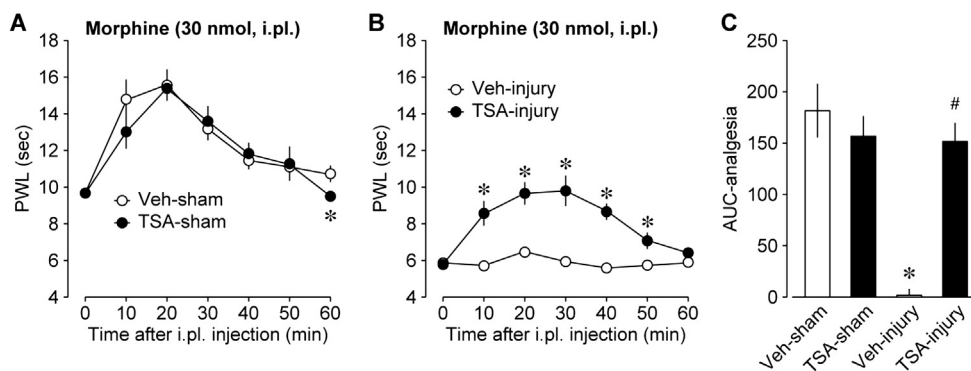 A
Morphine (30 nmol, i.pl.)
18
16
14
12
10
8
6
4
PWL (sec)
Veh-sham
TSA-sham
*
0 10 20 30 40 50 60
Time after i.pl. injection (min)
B
Morphine (30 nmol, i.pl.)
18
16
14
12
10
8
6
4
PWL (sec)
Veh-injury
TSA-injury
* * * * *
0 10 20 30 40 50 60
Time after i.pl. injection (min)
C
250
200
150
100
50
0
AUC-analgesia
*
#
Veh-sham
TSA-sham
Veh-injury
TSA-injury